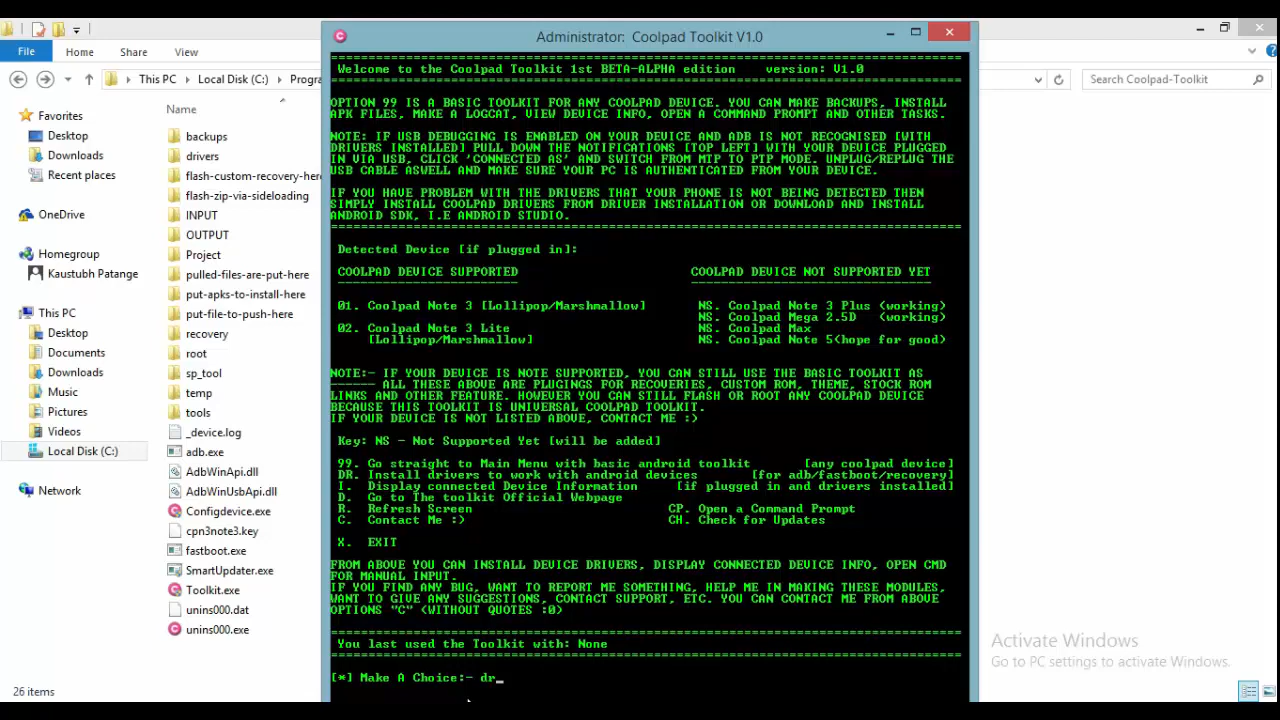 Administrator: Coolpad Toolkit V1.0
File
Home
Share
View
This PC
Local Disk (C:)
Progra
Search Coolpad-Toolkit
Name
Favorites
Desktop
Downloads
Recent places
OneDrive
Homegroup
Kaustubh Patange
This PC
Desktop
Documents
Downloads
Music
Pictures
Videos
Local Disk (C:)
Network
backups
drivers
flash-custom-recovery-here
flash-zip-via-sideloading
INPUT
OUTPUT
Project
pulled-files-are-put-here
put-apks-to-install-here
put-file-to-push-here
recovery
root
sp_tool
temp
tools
_device.log
adb.exe
AdbWinApi.dll
AdbWinUsbApi.dll
Configdevice.exe
cpn3note3.key
fastboot.exe
SmartUpdater.exe
Toolkit.exe
unins000.dat
unins000.exe
26 items
Welcome to the Coolpad Toolkit 1st BETA-ALPHA edition version: V1.0
OPTION 99 IS A BASIC TOOLKIT FOR ANY COOLPAD DEVICE. YOU CAN MAKE BACKUPS, INSTALL
APK FILES, MAKE A LOGCAT, VIEW DEVICE INFO, OPEN A COMMAND PROMPT AND OTHER TASKS.
NOTE: IF USB DEBUGGING IS ENABLED ON YOUR DEVICE AND ADB IS NOT RECOGNISED [WITH
DRIVERS INSTALLED] PULL DOWN THE NOTIFICATIONS [TOP LEFT] WITH YOUR DEVICE PLUGGED
IN VIA USB, CLICK 'CONNECTED AS' AND SWITCH FROM MTP TO PTP MODE. UNPLUG/REPLUG THE
USB CABLE ASWELL AND MAKE SURE YOUR PC IS AUTHENTICATED FROM YOUR DEVICE.
IF YOU HAVE PROBLEM WITH THE DRIVERS THAT YOUR PHONE IS NOT BEING DETECTED THEN
SIMPLY INSTALL COOLPAD DRIVERS FROM DRIVER INSTALLATION OR DOWNLOAD AND INSTALL
ANDROID SDK, I.E ANDROID STUDIO.
Detected Device [if plugged in]:
COOLPAD DEVICE SUPPORTED COOLPAD DEVICE NOT SUPPORTED YET
01. Coolpad Note 3 [Lollipop/Marshmallow] NS. Coolpad Note 3 Plus (working)
NS. Coolpad Mega 2.5D (working)
02. Coolpad Note 3 Lite NS. Coolpad Max
[Lollipop/Marshmallow] NS. Coolpad Note 5(hope for good)
NOTE:- IF YOUR DEVICE IS NOTE SUPPORTED, YOU CAN STILL USE THE BASIC TOOLKIT AS
------ ALL THESE ABOVE ARE PLUGINGS FOR RECOVERIES, CUSTOM ROM, THEME, STOCK ROM
LINKS AND OTHER FEATURE. HOWEVER YOU CAN STILL FLASH OR ROOT ANY COOLPAD DEVICE
BECAUSE THIS TOOLKIT IS UNIVERSAL COOLPAD TOOLKIT.
IF YOUR DEVICE IS NOT LISTED ABOVE, CONTACT ME :)
Key: NS - Not Supported Yet [will be added]
99. Go straight to Main Menu with basic android toolkit [any coolpad device]
DR. Install drivers to work with android devices [for adb/fastboot/recovery]
I. Display connected Device Information [if plugged in and drivers installed]
D. Go to The toolkit Official Webpage
R. Refresh Screen CP. Open a Command Prompt
C. Contact Me :) CH. Check for Updates
X. EXIT
FROM ABOVE YOU CAN INSTALL DEVICE DRIVERS, DISPLAY CONNECTED DEVICE INFO, OPEN CMD
FOR MANUAL INPUT.
IF YOU FIND ANY BUG, WANT TO REPORT ME SOMETHING, HELP ME IN MAKING THESE MODULES,
WANT TO GIVE ANY SUGGESTIONS, CONTACT SUPPORT, ETC. YOU CAN CONTACT ME FROM ABOVE
OPTIONS "C" (WITHOUT QUOTES :0)
You last used the Toolkit with: None
[*] Make A Choice:- dr_
Activate Windows
Go to PC settings to activate Windows.